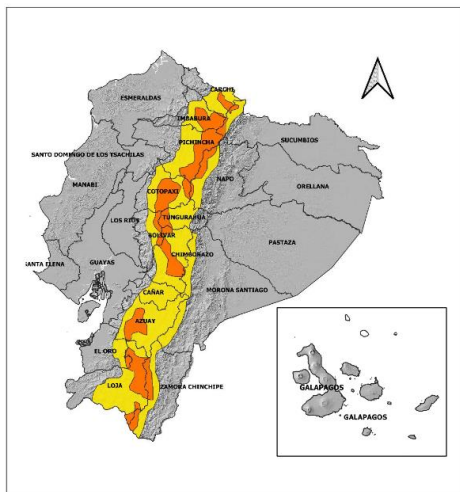 CARCHI
ESMERALDAS
IMBABURA
PICHINCHA
SUCUMBIOS
SANTO DOMINGO DE LOS TSACHILAS
NAPO
ORELLANA
COTOPAXI
MANABI
TUNGURAHUA
LOS RIOS
BOLIVAR
PASTAZA
CHIMBORAZO
SANTA ELENA
GUAYAS
MORONA SANTIAGO
CAÑAR
AZUAY
EL ORO
LOJA
ZAMORA CHINCHIPE
GALAPAGOS
GALAPAGOS